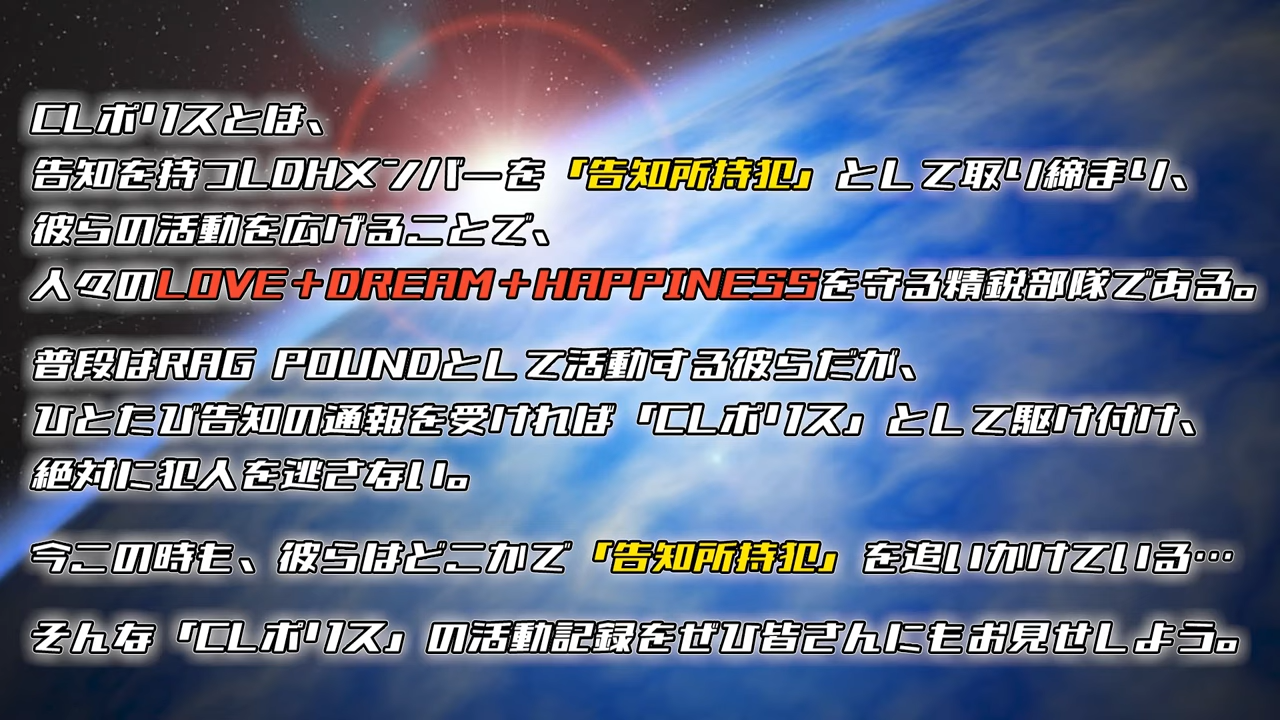 CLポリスとは、
告知を持つLDHメンバーを「告知所持犯」として取り締まり、
彼らの活動を広げることで、
人々のLOVE+DREAM+HAPPINESSを守る精鋭部隊である。
普段はRAG POUNDとして活動する彼らだが、
ひとたび告知の通報を受ければ「CLポリス」として駆け付け、
絶対に犯人を逃さない。
今この時も、彼らはどこかで「告知所持犯」を追いかけている…
そんな「CLポリス」の活動記録をぜひ皆さんにもお見せしよう。